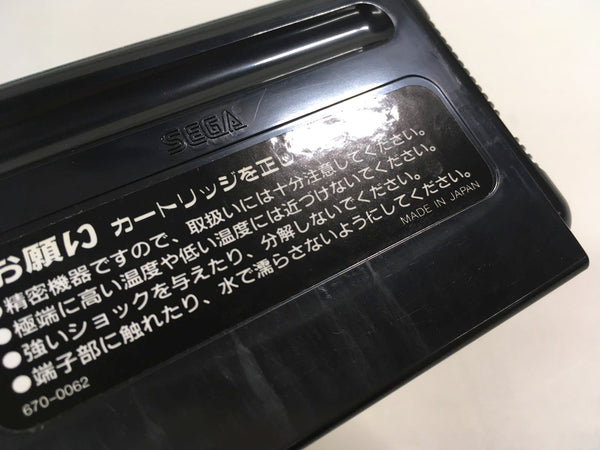 SEGA
お願い カートリッジを正
●精密機器ですので、取扱いには十分注意してください。
●極端に高い温度や低い温度には近づけないでください。
●強いショックを与えたり、分解しないでください。
●端子部に触れたり、水で濡らさないようにしてください。
670-0062
MADE IN JAPAN